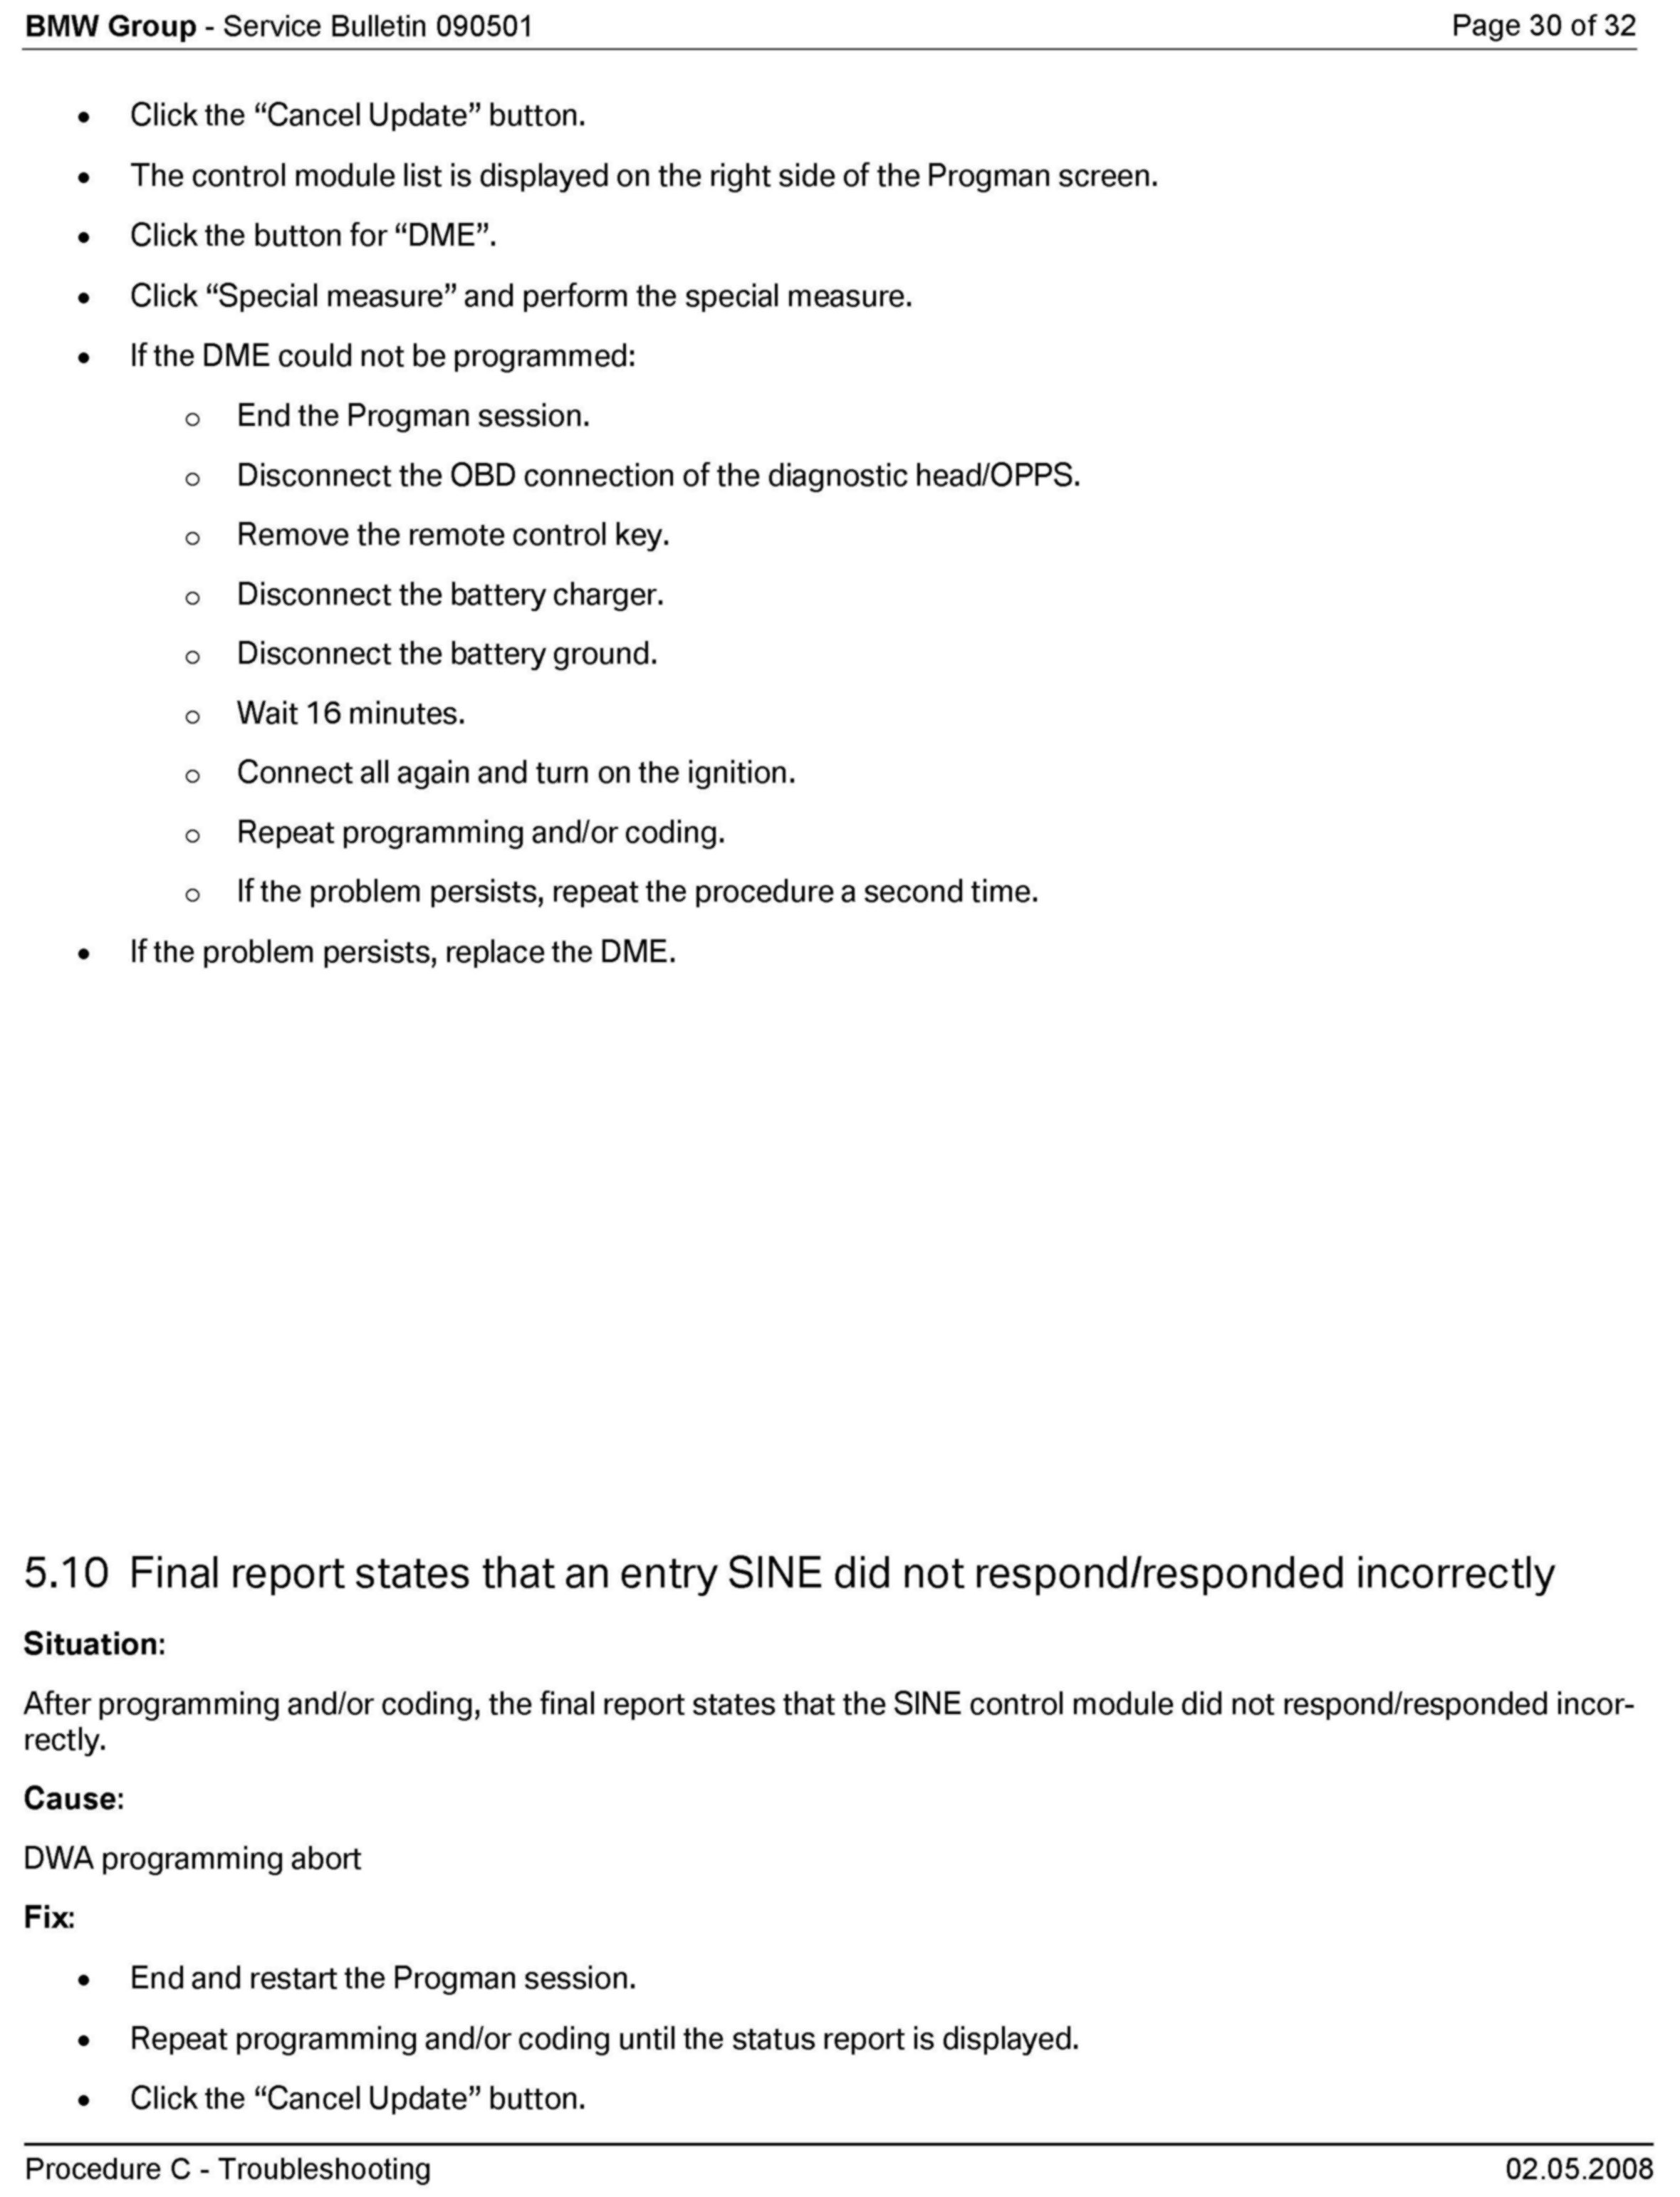 BMW Group - Service Bulletin 090501 Page 30 of 32
• Click the “Cancel Update” button.
• The control module list is displayed on the right side of the Progman screen.
• Click the button for “DME”.
• Click “Special measure” and perform the special measure.
• If the DME could not be programmed:
o End the Progman session.
o Disconnect the OBD connection of the diagnostic head/OPPS.
o Remove the remote control key.
o Disconnect the battery charger.
o Disconnect the battery ground.
o Wait 16 minutes.
o Connect all again and turn on the ignition.
o Repeat programming and/or coding.
o If the problem persists, repeat the procedure a second time.
• If the problem persists, replace the DME.
5.10 Final report states that an entry SINE did not respond/responded incorrectly
Situation:
After programming and/or coding, the final report states that the SINE control module did not respond/responded incor-
rectly.
Cause:
DWA programming abort
Fix:
• End and restart the Progman session.
• Repeat programming and/or coding until the status report is displayed.
• Click the “Cancel Update” button.
Procedure C - Troubleshooting 02.05.2008